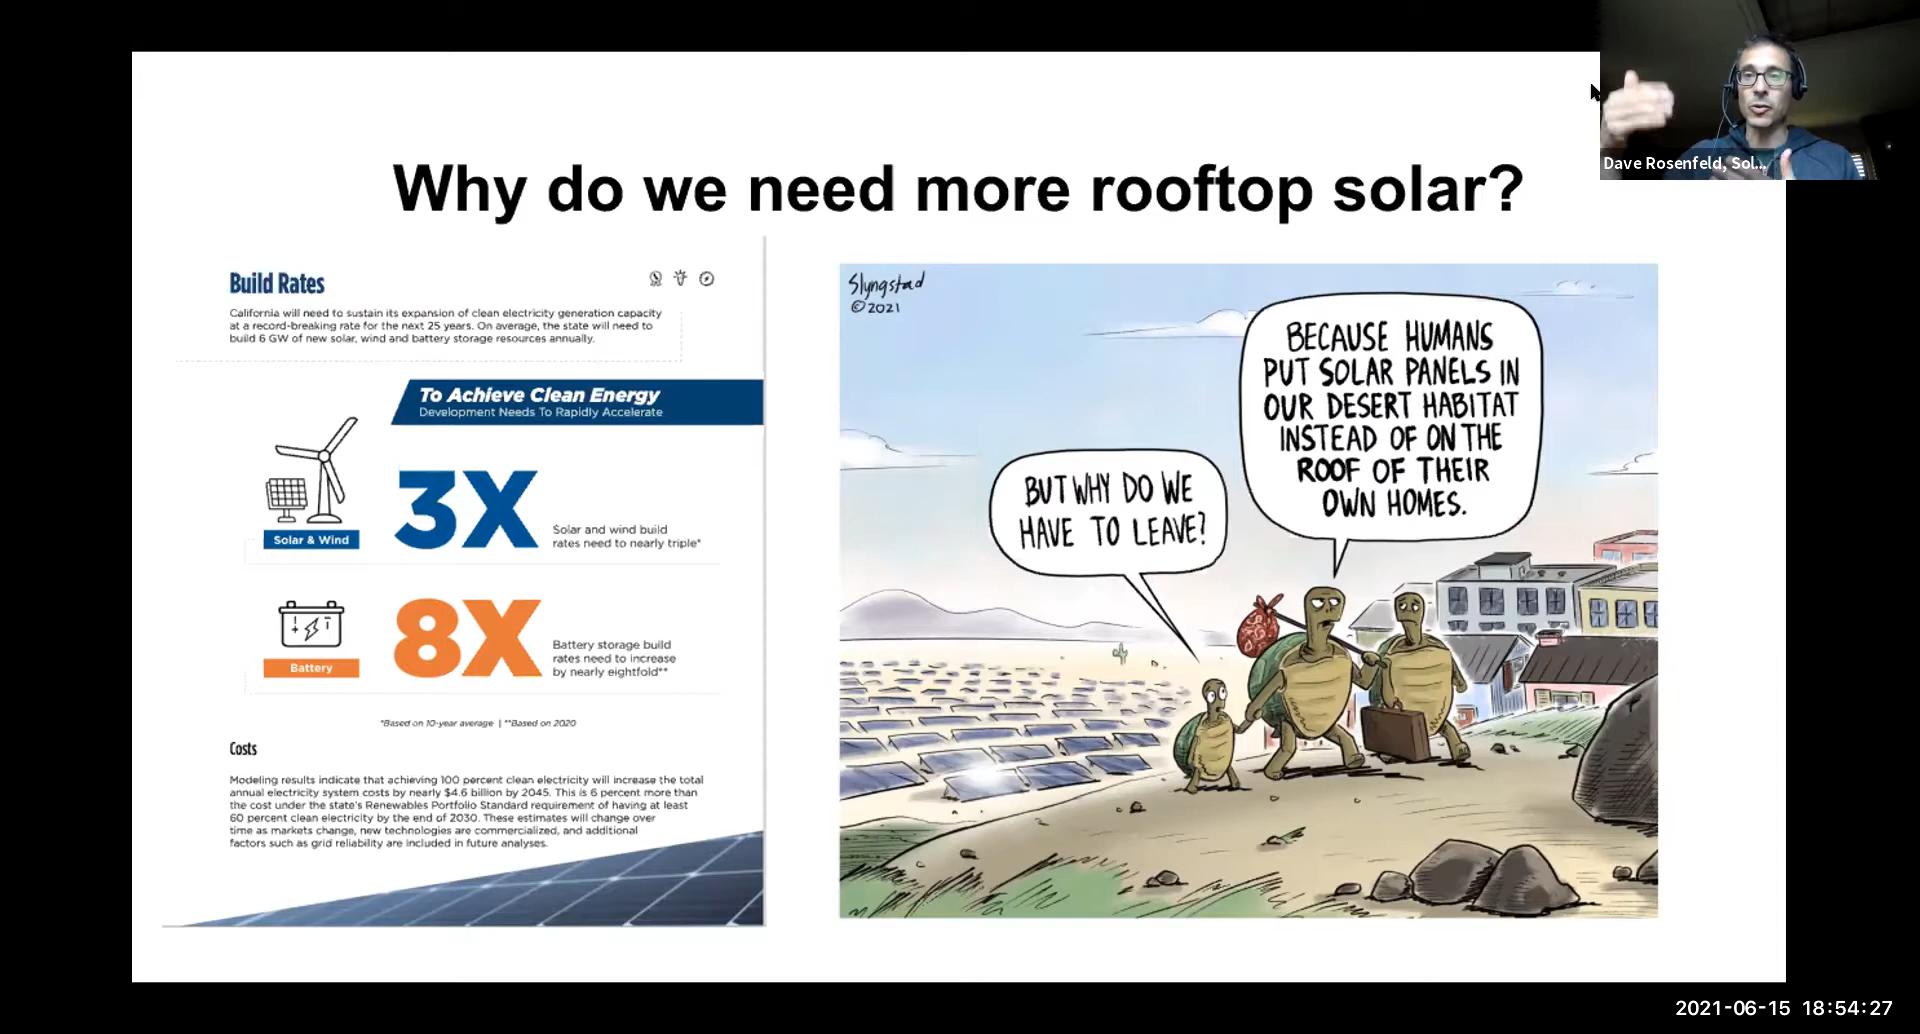 Why do we need more rooftop solar?
Dave Rosenfeld, Sol...
Build Rates
California will need to sustain its expansion of clean electricity generation capacity
at a record-breaking rate for the next 25 years. On average, the state will need to
build 6 GW of new solar, wind and battery storage resources annually.
To Achieve Clean Energy
Development Needs To Rapidly Accelerate
Solar & Wind
3X
Solar and wind build
rates need to nearly triple*
Battery
8X
Battery storage build
rates need to increase
by nearly eightfold**
*Based on 10-year average | **Based on 2020
Costs
Modeling results indicate that achieving 100 percent clean electricity will increase the total
annual electricity system costs by nearly $4.6 billion by 2045. This is 6 percent more than
the cost under the state's Renewables Portfolio Standard requirement of having at least
60 percent clean electricity by the end of 2030. These estimates will change over
time as markets change, new technologies are commercialized, and additional
factors such as grid reliability are included in future analyses.
Slyngstad
©2021
BUT WHY DO WE
HAVE TO LEAVE?
BECAUSE HUMANS
PUT SOLAR PANELS IN
OUR DESERT HABITAT
INSTEAD OF ON THE
ROOF OF THEIR
OWN HOMES.
2021-06-15 18:54:27